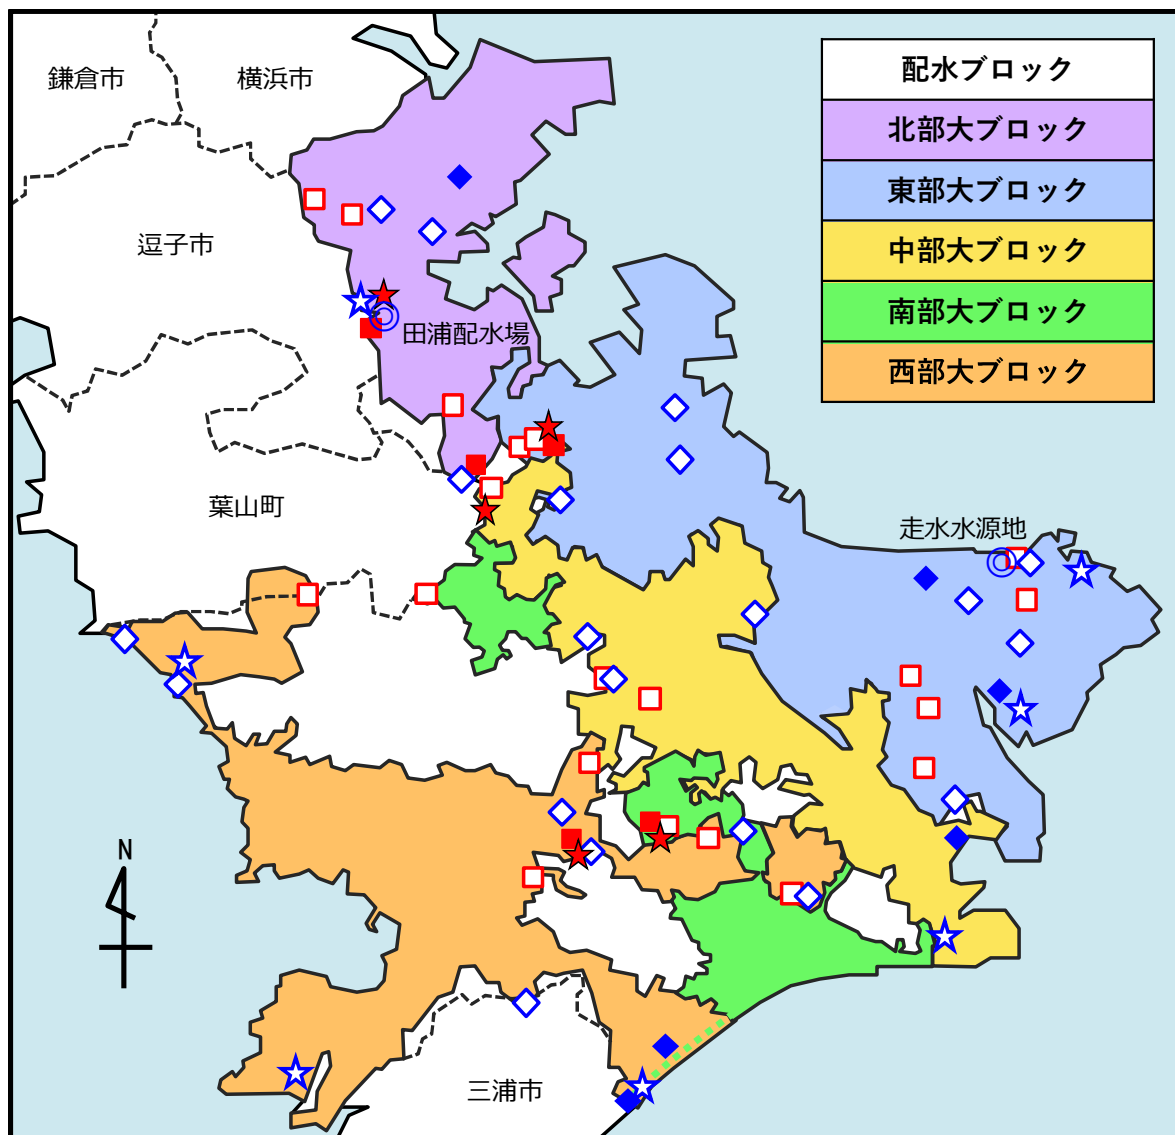 鎌倉市
横浜市
配水ブロック
北部大ブロック
東部大ブロック
中部大ブロック
南部大ブロック
西部大ブロック
逗子市
田浦配水場
葉山町
走水水源地
N
三浦市